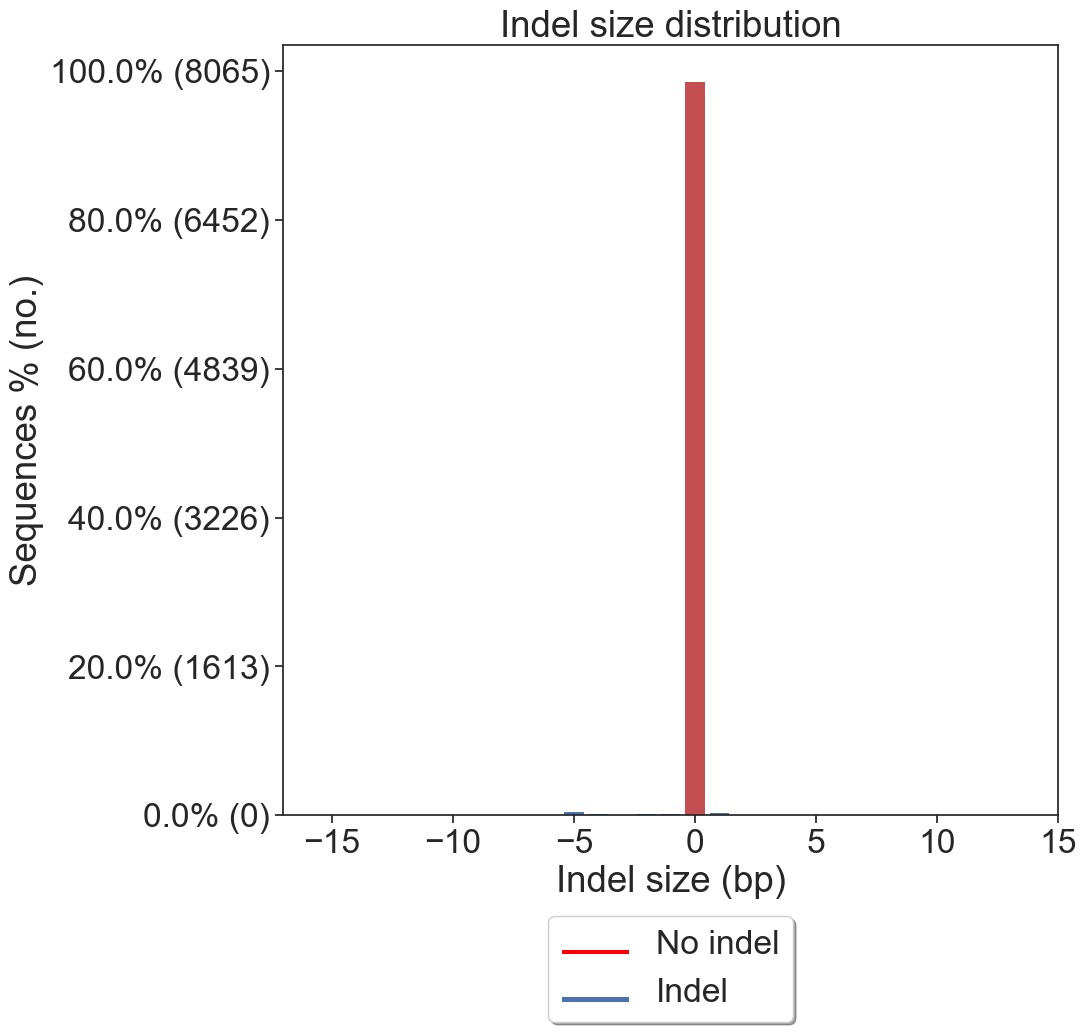 Indel size distribution
100.0% (8065)
80.0% (6452)
60.0% (4839)
40.0% (3226)
20.0% (1613)
0.0% (0)
Sequences % (no.)
−15 −10 −5 0 5 10 15
Indel size (bp)
No indel
Indel